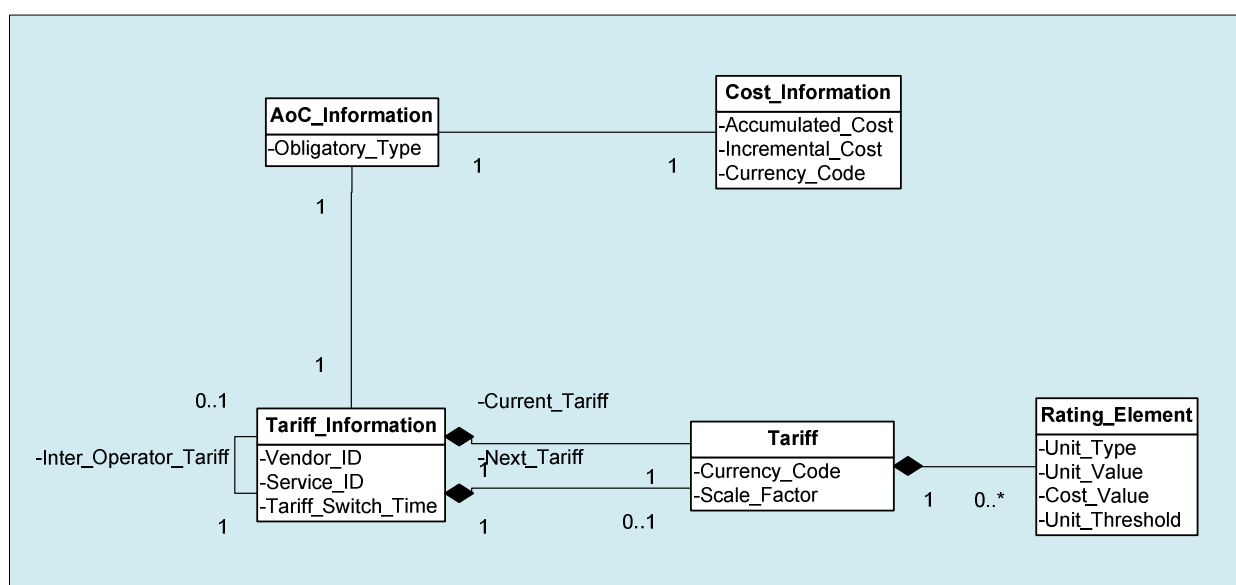 AoC_Information
-Obligatory_Type
Cost_Information
-Accumulated_Cost
-Incremental_Cost
-Currency_Code
1
1
1
1
0..1
-Inter_Operator_Tariff
1
Tariff_Information
-Vendor_ID
-Service_ID
-Tariff_Switch_Time
-Current_Tariff
-Next_Tariff
1
1
1
0..1
Tariff
-Currency_Code
-Scale_Factor
1
0..*
Rating_Element
-Unit_Type
-Unit_Value
-Cost_Value
-Unit_Threshold